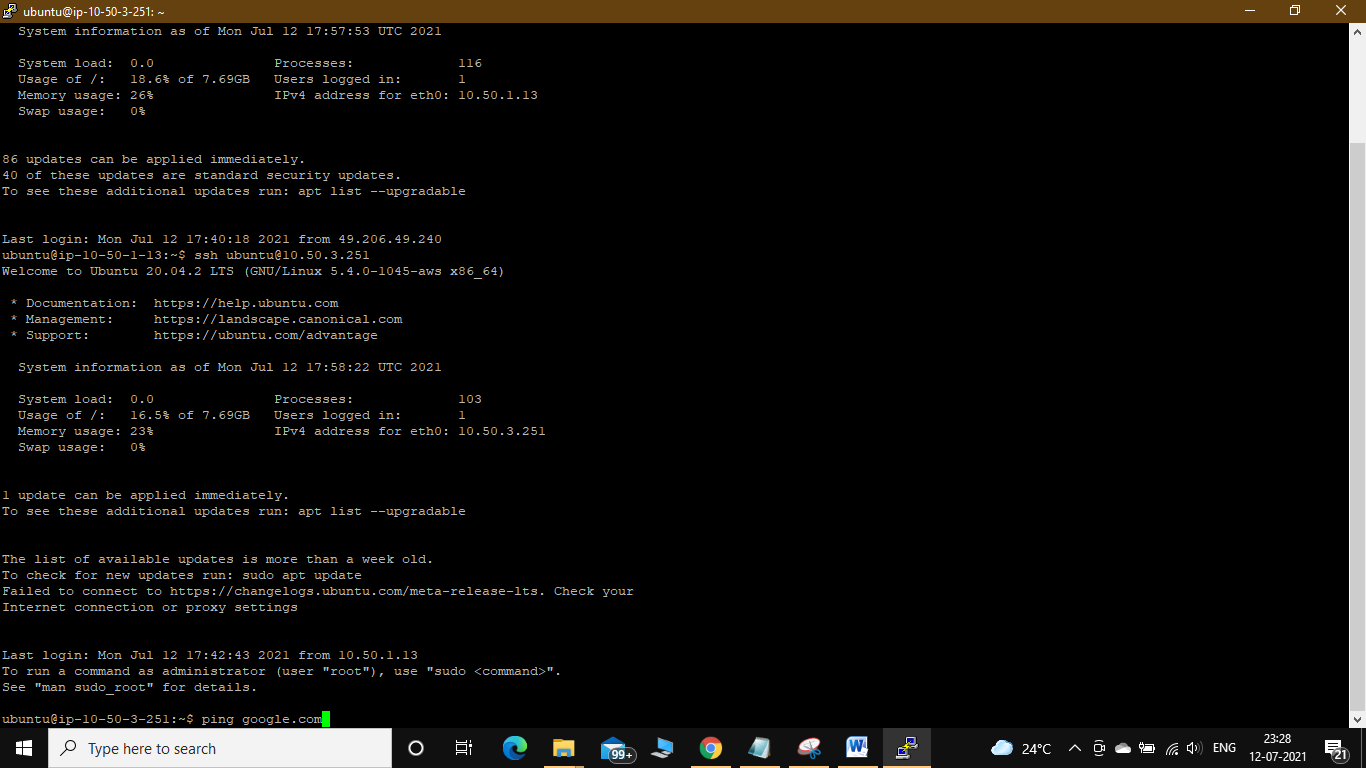 ubuntu@ip-10-50-3-251: ~
System information as of Mon Jul 12 17:57:53 UTC 2021
System load:  0.0               Processes:             116
Usage of /:   18.6% of 7.69GB   Users logged in:       1
Memory usage: 26%               IPv4 address for eth0: 10.50.1.13
Swap usage:   0%
86 updates can be applied immediately.
40 of these updates are standard security updates.
To see these additional updates run: apt list --upgradable
Last login: Mon Jul 12 17:40:18 2021 from 49.206.49.240
ubuntu@ip-10-50-1-13:~$ ssh ubuntu@10.50.3.251
Welcome to Ubuntu 20.04.2 LTS (GNU/Linux 5.4.0-1045-aws x86_64)
* Documentation:  https://help.ubuntu.com
* Management:     https://landscape.canonical.com
* Support:        https://ubuntu.com/advantage
System information as of Mon Jul 12 17:58:22 UTC 2021
System load:  0.0               Processes:             103
Usage of /:   16.5% of 7.69GB   Users logged in:       1
Memory usage: 23%               IPv4 address for eth0: 10.50.3.251
Swap usage:   0%
1 update can be applied immediately.
To see these additional updates run: apt list --upgradable
The list of available updates is more than a week old.
To check for new updates run: sudo apt update
Failed to connect to https://changelogs.ubuntu.com/meta-release-lts. Check your
Internet connection or proxy settings
Last login: Mon Jul 12 17:42:43 2021 from 10.50.1.13
To run a command as administrator (user "root"), use "sudo <command>".
See "man sudo_root" for details.
ubuntu@ip-10-50-3-251:~$ ping google.com
Type here to search
99+
W
24°C
ENG
23:28
12-07-2021
21